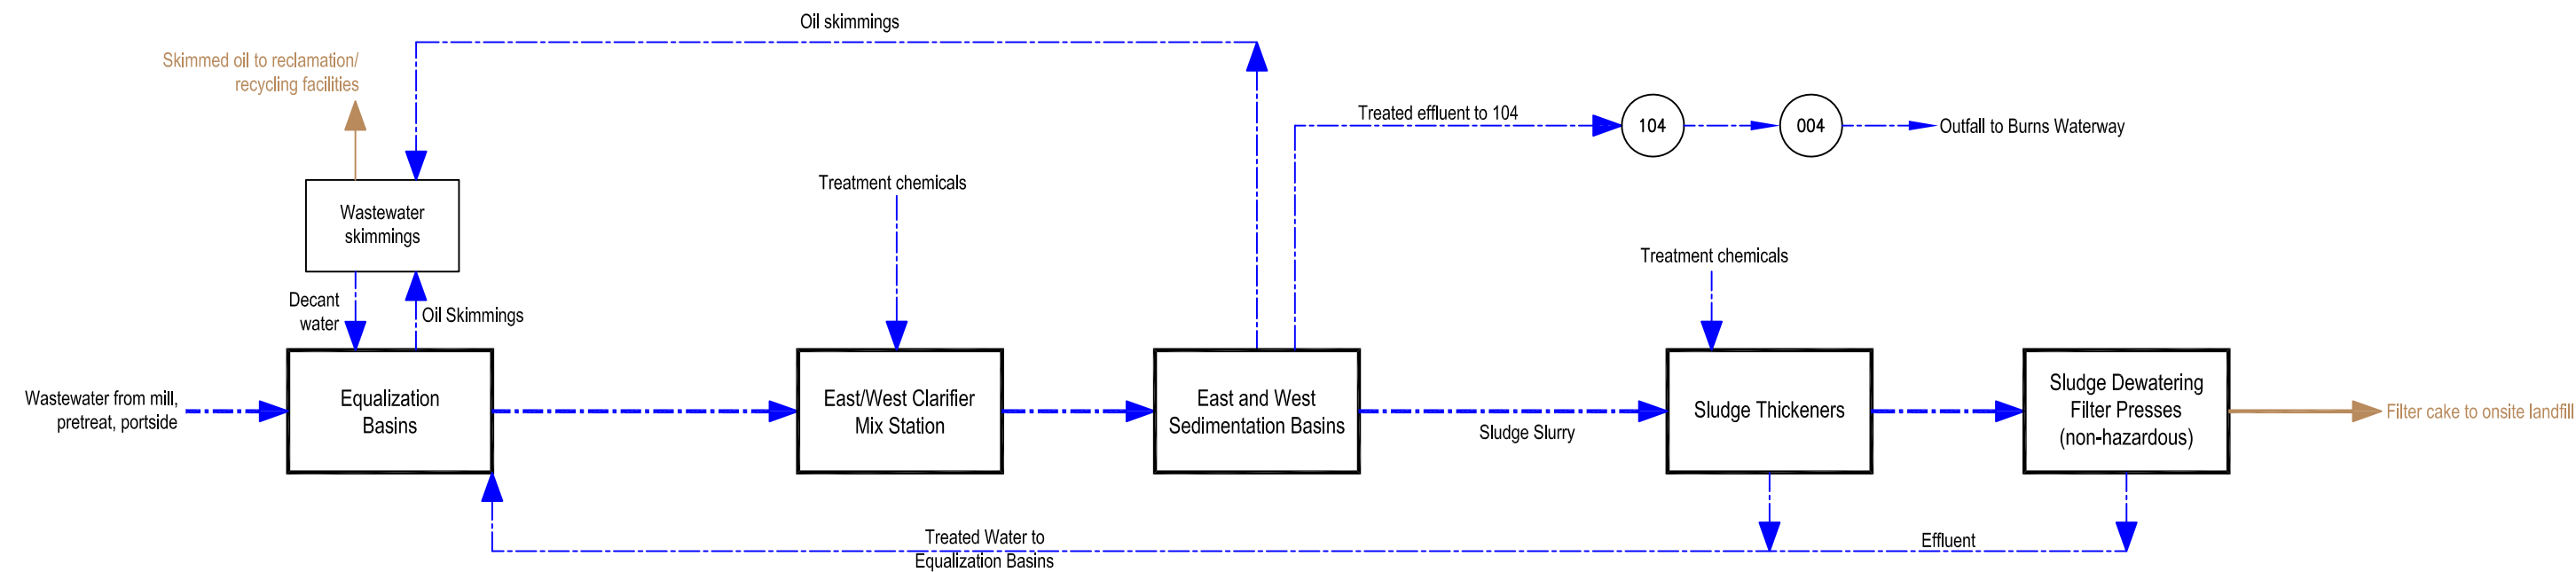 Oil skimmings
Skimmed oil to reclamation/
recycling facilities
Treated effluent to 104
104
004
Outfall to Burns Waterway
Treatment chemicals
Wastewater
skimmings
Treatment chemicals
Decant
water
Oil Skimmings
Wastewater from mill,
pretreat, portside
Equalization
Basins
East/West Clarifier
Mix Station
East and West
Sedimentation Basins
Sludge Slurry
Sludge Thickeners
Sludge Dewatering
Filter Presses
(non-hazardous)
Filter cake to onsite landfill
Treated Water to
Equalization Basins
Effluent